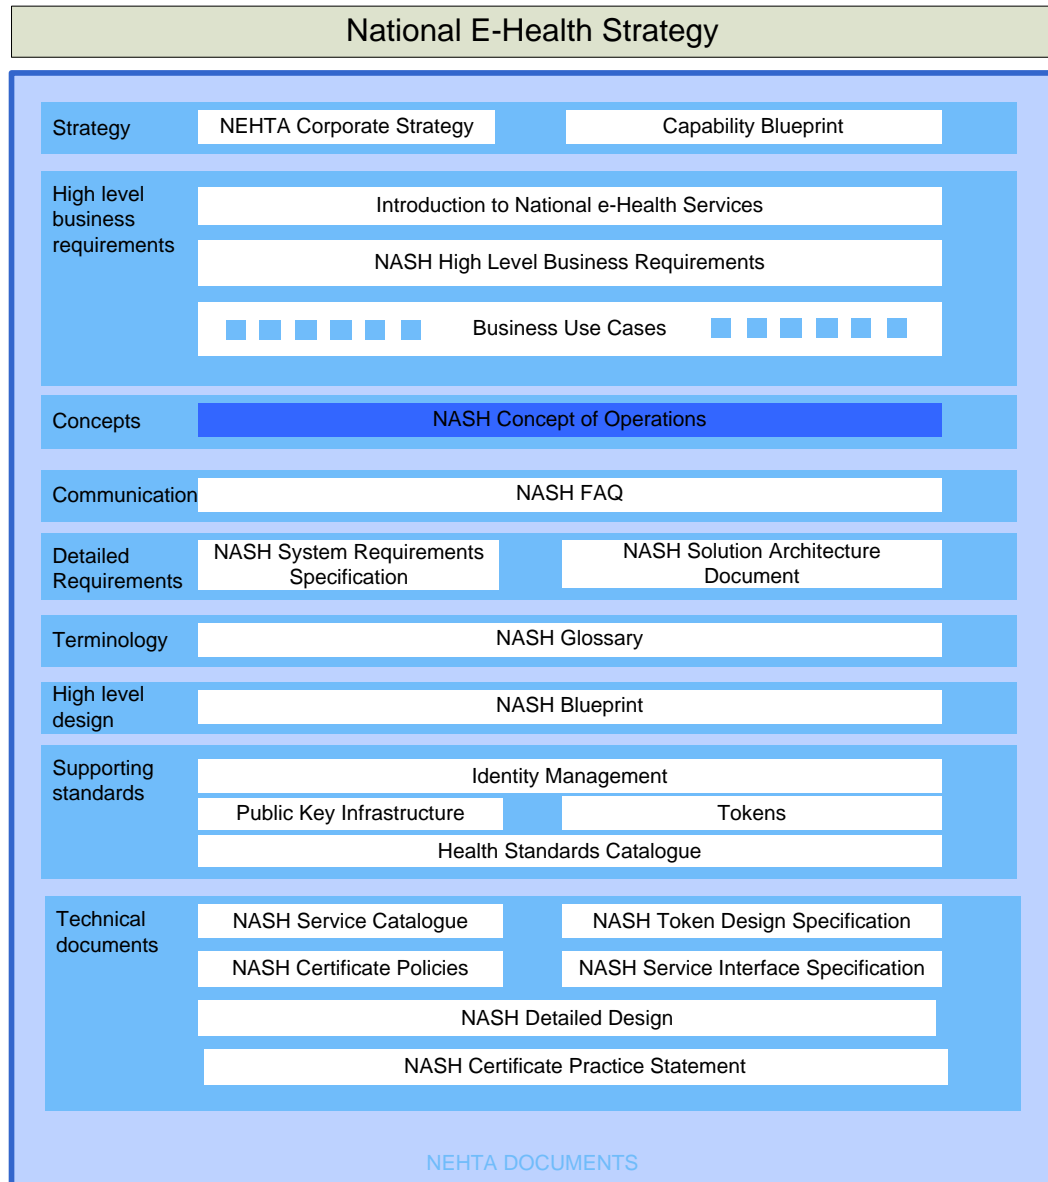 National E-Health Strategy
Strategy
NEHTA Corporate Strategy
Capability Blueprint
High level
business
requirements
Introduction to National e-Health Services
NASH High Level Business Requirements
Business Use Cases
Concepts
NASH Concept of Operations
Communication
NASH FAQ
Detailed
Requirements
NASH System Requirements
Specification
NASH Solution Architecture
Document
Terminology
NASH Glossary
High level
design
NASH Blueprint
Supporting
standards
Identity Management
Public Key Infrastructure
Tokens
Health Standards Catalogue
Technical
documents
NASH Service Catalogue
NASH Token Design Specification
NASH Certificate Policies
NASH Service Interface Specification
NASH Detailed Design
NASH Certificate Practice Statement
NEHTA DOCUMENTS